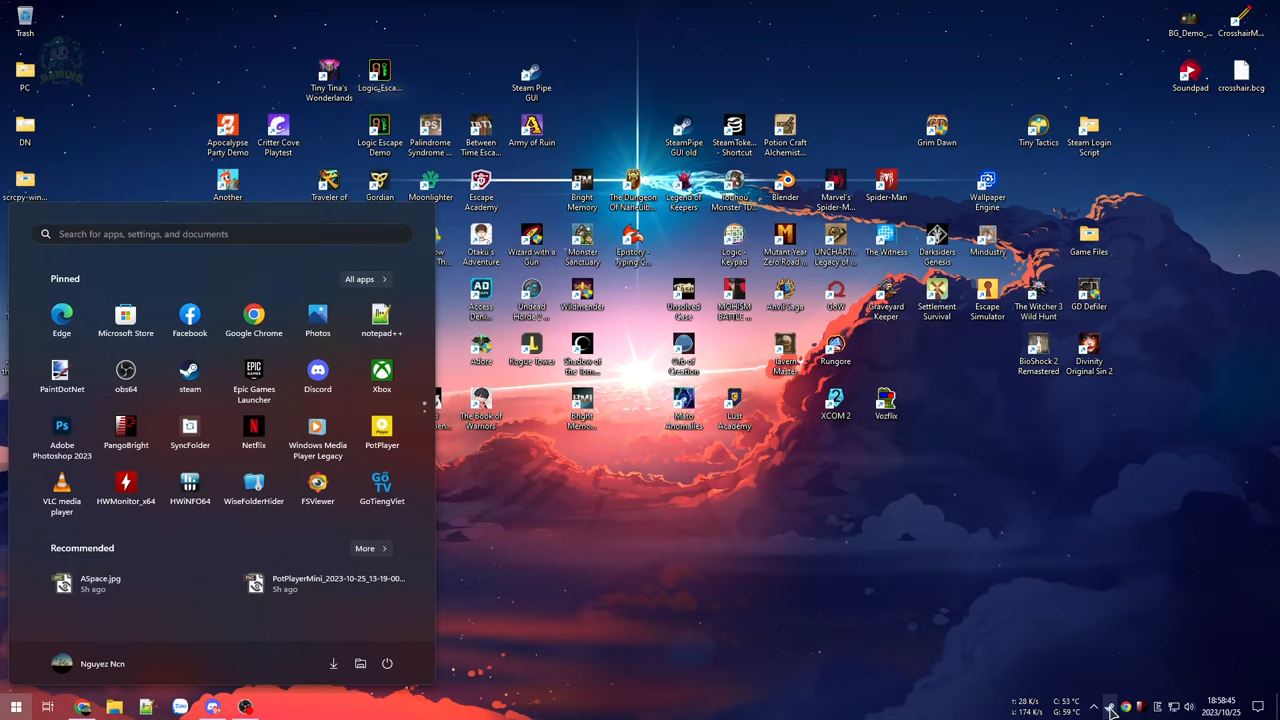 Trash
BG_Demo_...
CrosshairM...
PC
Tiny Tina's
Wonderlands
Logic_Esca...
Steam Pipe
GUI
Soundpad
crosshair.bcg
DN
Apocalypse
Party Demo
Critter Cove
Playtest
Logic Escape
Demo
Palindrome
Syndrome ...
Between
Time Esca...
Army of Ruin
SteamPipe
GUI old
SteamToke...
- Shortcut
Potion Craft
Alchemist...
Grim Dawn
Tiny Tactics
Steam Login
Script
scrcpy-win...
Another
Traveler of
Gordian
Moonlighter
Escape
Academy
Bright
Memory
The Dungeon
Of Naheulb...
Legend of
Keepers
Touhou
Monster TD...
Blender
Marvel's
Spider-M...
Spider-Man
Wallpaper
Engine
Search for apps, settings, and documents
Otaku's
Adventure
Wizard with a
Gun
Monster
Sanctuary
Epistory -
Typing C...
Logic -
Keypad
Mutant Year
Zero Road ...
UNCHART...
Legacy of ...
The Witness
Darksiders
Genesis
Mindustry
Game Files
Pinned
All apps
Access
Deni...
Undead
Horde 2 ...
Wildmender
Unsolved
Case
MOHISM
BATTLE ...
Anvil Saga
GoW
Graveyard
Keeper
Settlement
Survival
Escape
Simulator
The Witcher 3
Wild Hunt
GD Defiler
Edge
Microsoft Store
Facebook
Google Chrome
Photos
notepad++
Adore
Rogue Tower
Shadow of
the Torn...
Orb of
Creation
Tavern
Master
Rungore
BioShock 2
Remastered
Divinity
Original Sin 2
PaintDotNet
obs64
steam
Epic Games
Launcher
Discord
Xbox
The Book of
Warriors
Bright
Memo...
Mato
Anomalies
Lust
Academy
XCOM 2
Vozflix
Adobe
Photoshop 2023
PangoBright
SyncFolder
Netflix
Windows Media
Player Legacy
PotPlayer
VLC media
player
HWMonitor_x64
HWiNFO64
WiseFolderHider
FSViewer
GoTiengViet
Recommended
More
ASpace.jpg
5h ago
PotPlayerMini_2023-10-25_13-19-00...
5h ago
Nguyez Ncn
↑: 28 K/s
↓: 174 K/s
C: 53 °C
G: 59 °C
18:58:45
2023/10/25